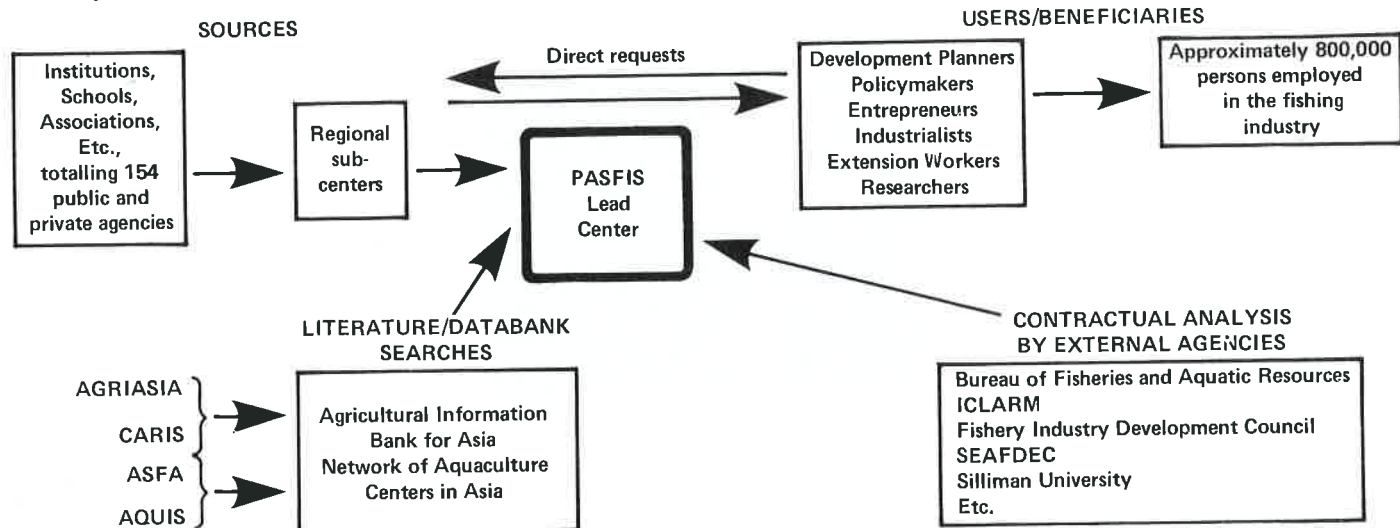 SOURCES
Institutions,
Schools,
Associations,
Etc.,
totalling 154
public and
private agencies
Regional
sub-
centers
Direct requests
PASFIS
Lead
Center
USERS/BENEFICIARIES
Development Planners
Policymakers
Entrepreneurs
Industrialists
Extension Workers
Researchers
Approximately 800,000
persons employed
in the fishing
industry
LITERATURE/DATABANK
SEARCHES
AGRIASIA
CARIS
ASFA
AQUIS
Agricultural Information
Bank for Asia
Network of Aquaculture
Centers in Asia
CONTRACTUAL ANALYSIS
BY EXTERNAL AGENCIES
Bureau of Fisheries and Aquatic Resources
ICLARM
Fishery Industry Development Council
SEAFDEC
Silliman University
Etc.